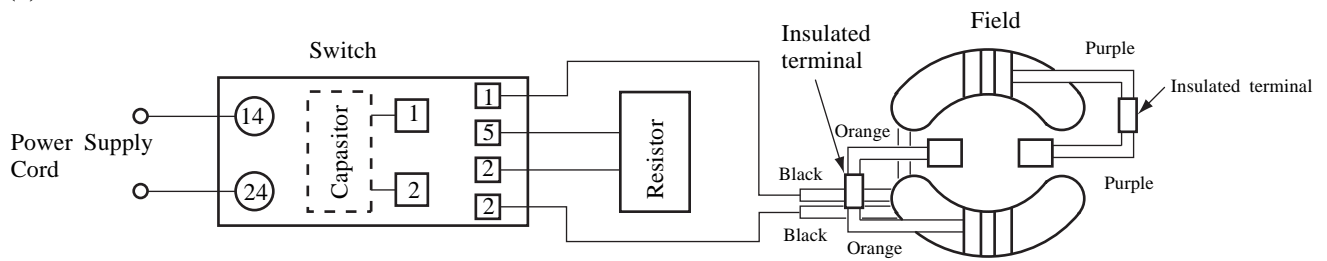 Switch
Power Supply
Cord
14
24
Capasitor
1
2
1
5
2
2
Resistor
Insulated
terminal
Field
Purple
Insulated terminal
Orange
Black
Purple
Black
Orange